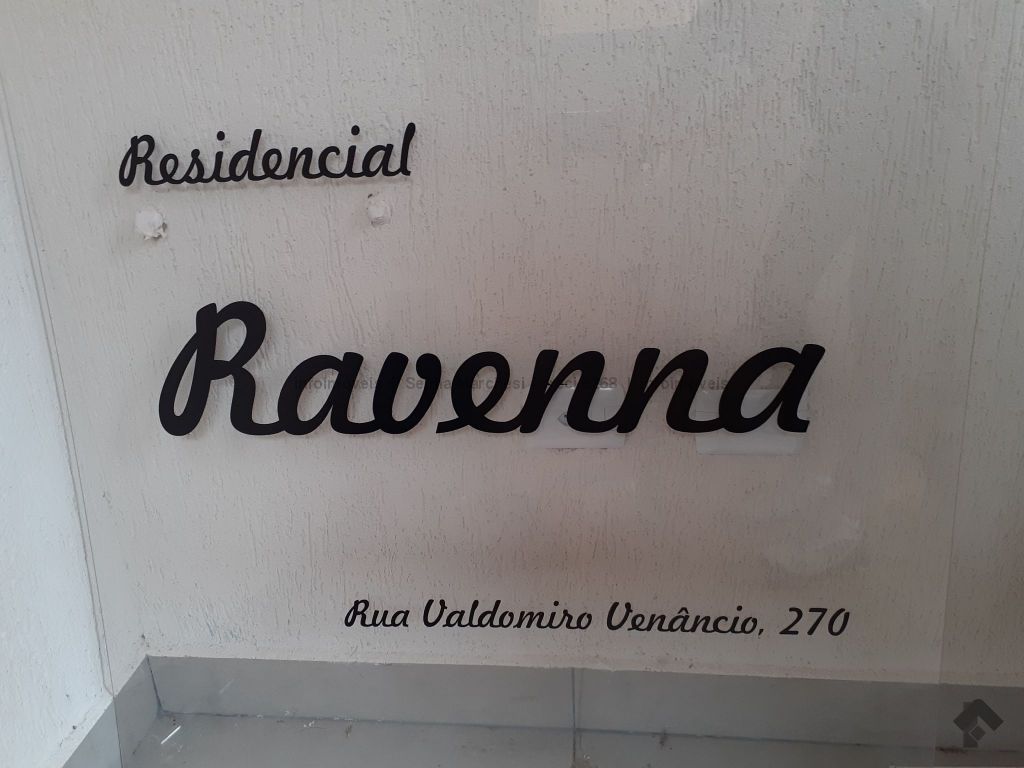 Residencial
Ravenna
Rua Valdomiro Venâncio, 270